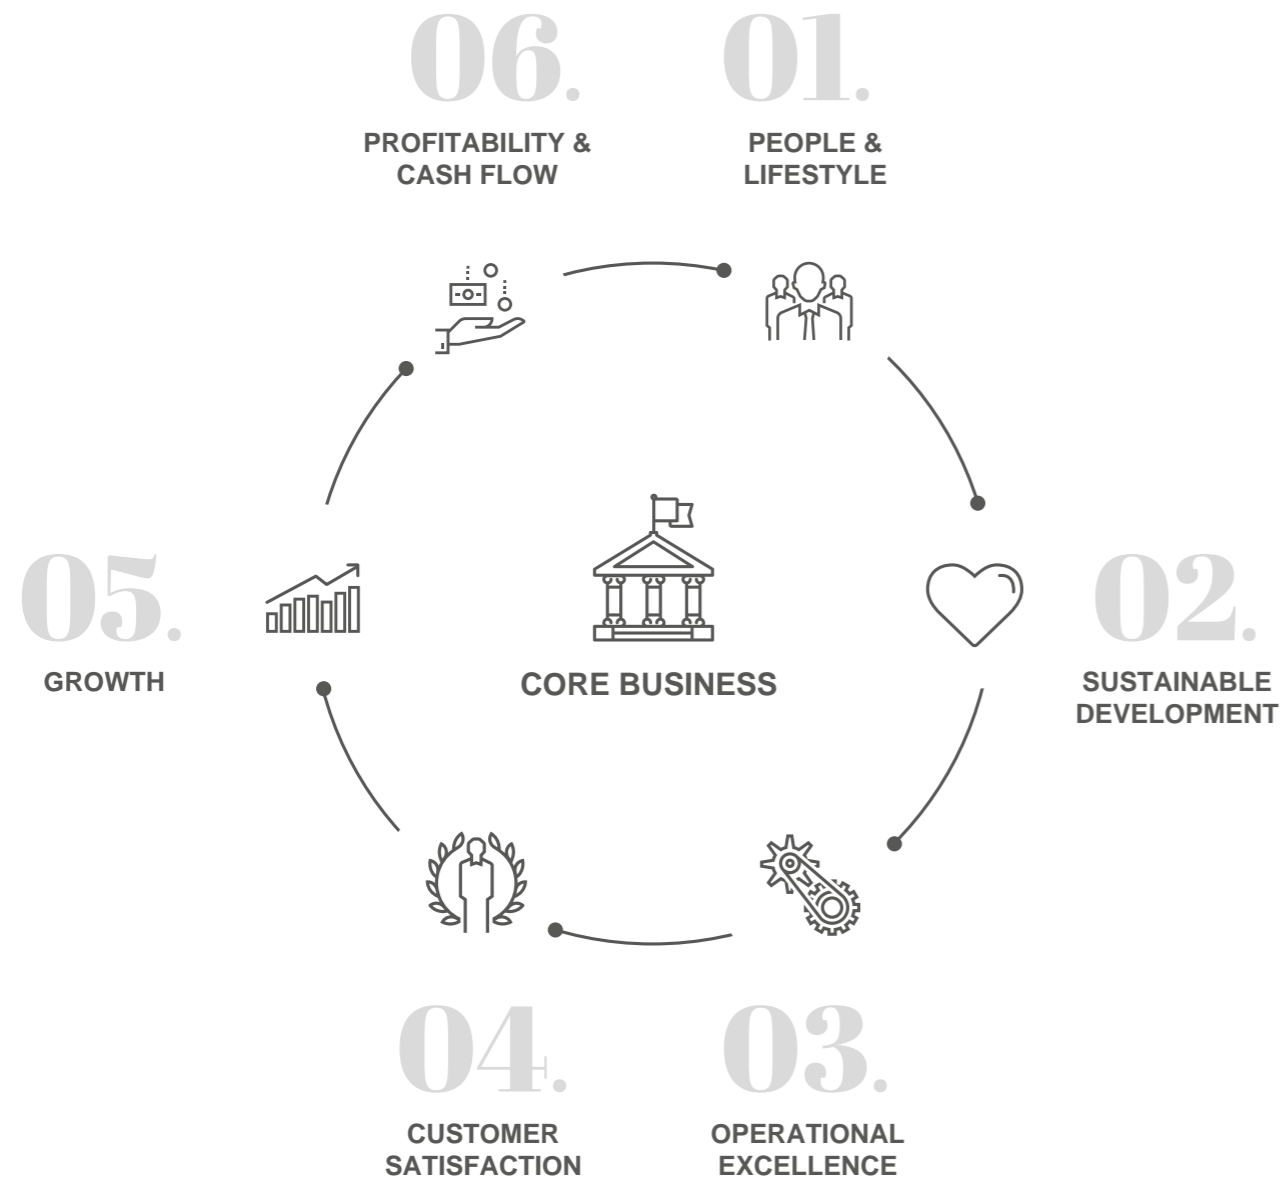 06.
PROFITABILITY &
CASH FLOW
01.
PEOPLE &
LIFESTYLE
05.
GROWTH
CORE BUSINESS
02.
SUSTAINABLE
DEVELOPMENT
04.
CUSTOMER
SATISFACTION
03.
OPERATIONAL
EXCELLENCE